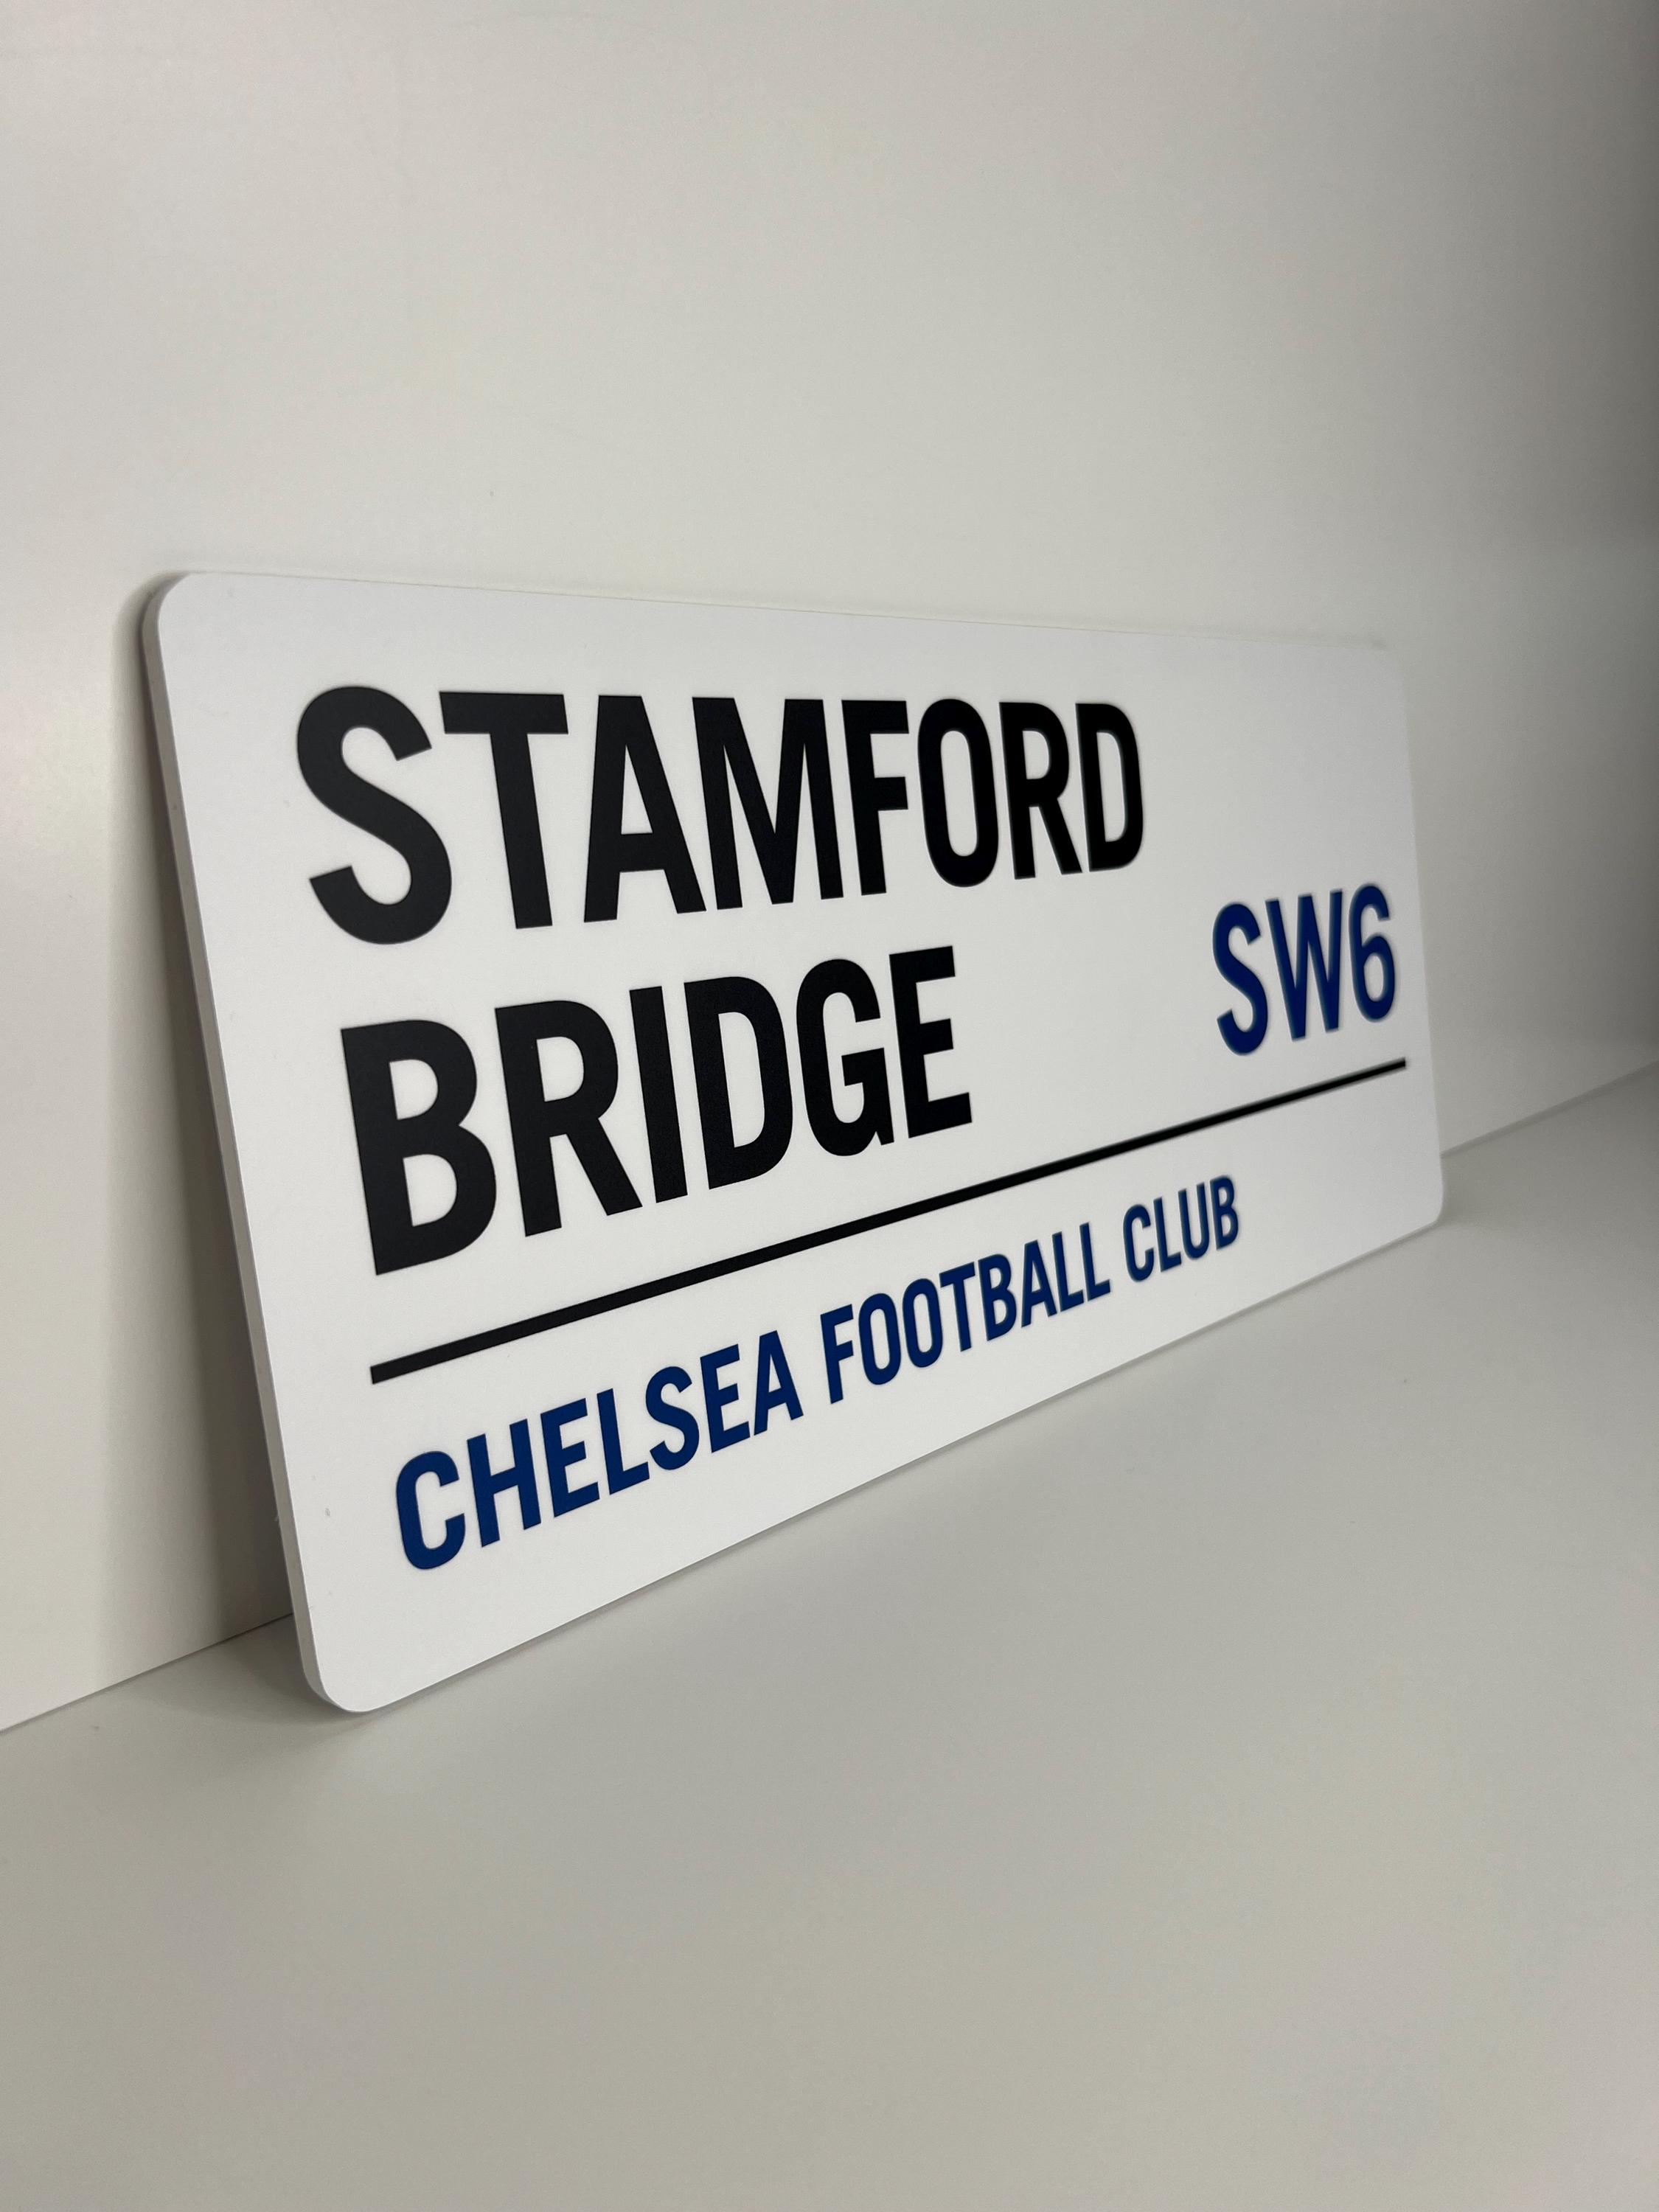 STAMFORD
BRIDGE
SW6
CHELSEA FOOTBALL CLUB